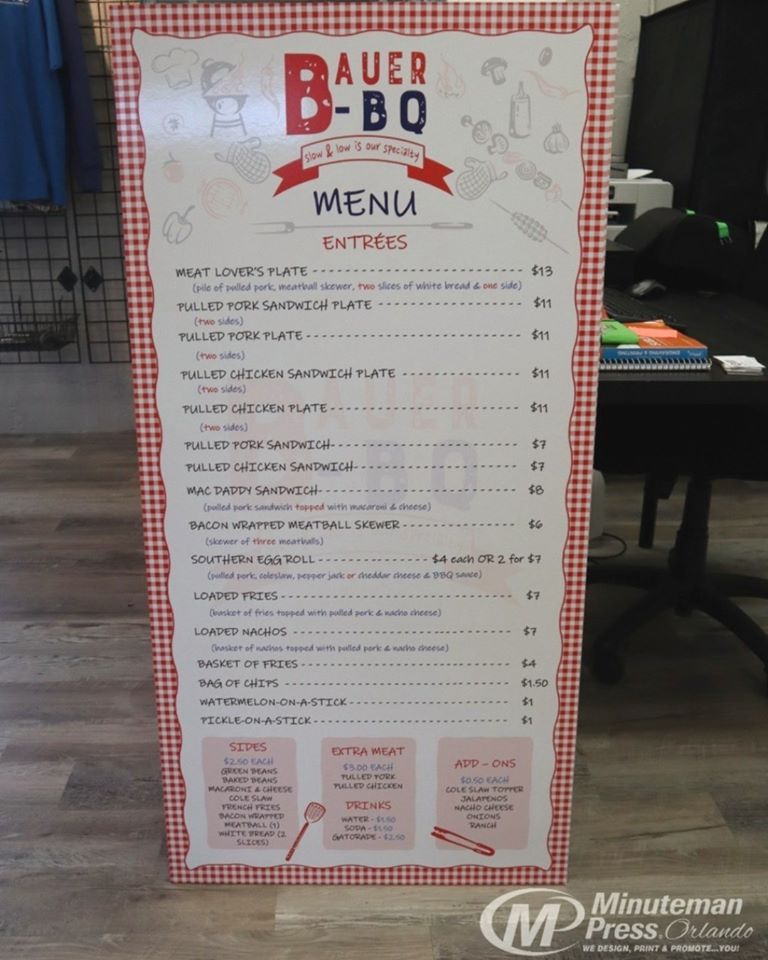 BAUER
B-BQ
slow & low is our specialty
MENU
ENTRÉES
MEAT LOVER'S PLATE $13
(pile of pulled pork, meatball skewer, two slices of white bread & one side)
PULLED PORK SANDWICH PLATE $11
(two sides)
PULLED PORK PLATE $11
(two sides)
PULLED CHICKEN SANDWICH PLATE $11
(two sides)
PULLED CHICKEN PLATE $11
(two sides)
PULLED PORK SANDWICH $7
PULLED CHICKEN SANDWICH $7
MAC DADDY SANDWICH $8
(pulled pork sandwich topped with macaroni & cheese)
BACON WRAPPED MEATBALL SKEWER $6
(skewer of three meatballs)
SOUTHERN EGG ROLL $4 each OR 2 for $7
(pulled pork, coleslaw, pepper jack or cheddar cheese & BBQ sauce)
LOADED FRIES $7
(basket of fries topped with pulled pork & nacho cheese)
LOADED NACHOS $7
(basket of nachos topped with pulled pork & nacho cheese)
BASKET OF FRIES $4
BAG OF CHIPS $1.50
WATERMELON-ON-A-STICK $1
PICKLE-ON-A-STICK $1
SIDES
$2.50 EACH
GREEN BEANS
BAKED BEANS
MACARONI & CHEESE
COLE SLAW
FRENCH FRIES
BACON WRAPPED
MEATBALL (1)
WHITE BREAD (2
SLICES)
EXTRA MEAT
$3.00 EACH
PULLED PORK
PULLED CHICKEN
DRINKS
WATER - $1.50
SODA - $1.50
GATORADE - $2.50
ADD-ONS
$0.50 EACH
COLE SLAW TOPPER
JALAPENOS
NACHO CHEESE
ONIONS
RANCH
Minuteman
Press. Orlando
WE DESIGN, PRINT & PROMOTE...YOU!